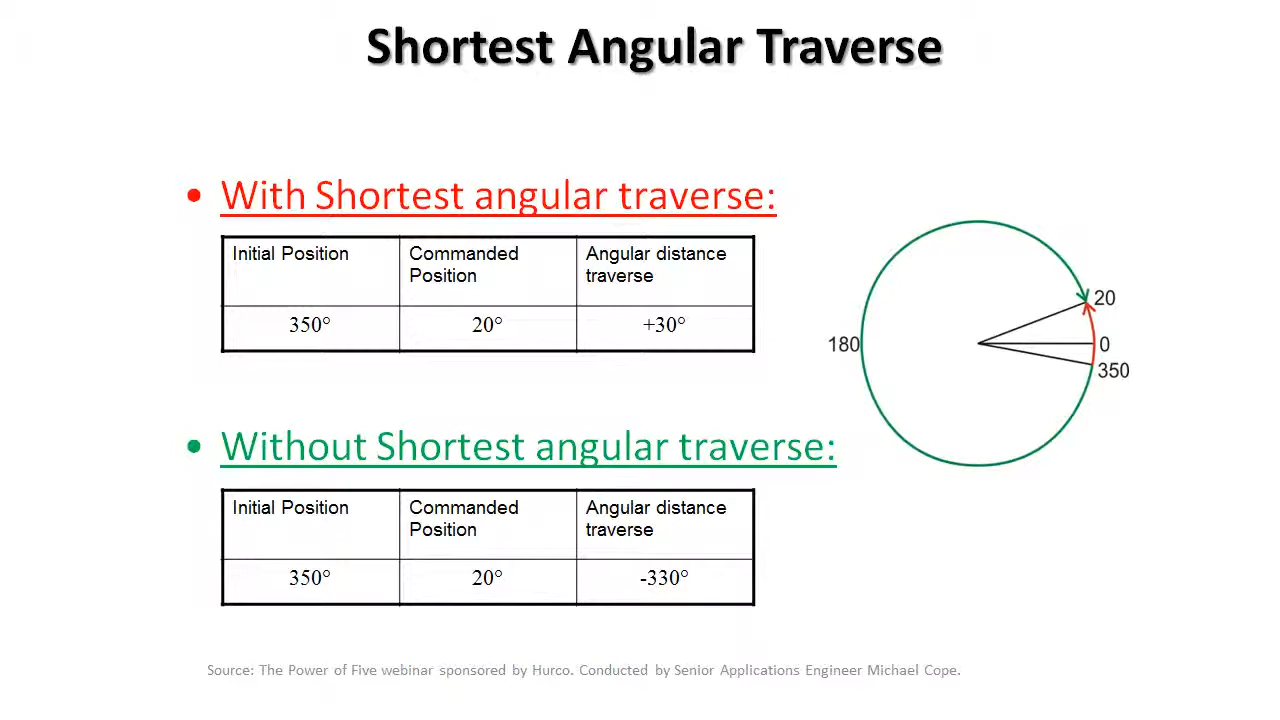 Shortest Angular Traverse
• With Shortest angular traverse:
Initial Position
Commanded Position
Angular distance traverse
350°
20°
+30°
20
180
0
350
• Without Shortest angular traverse:
Initial Position
Commanded Position
Angular distance traverse
350°
20°
-330°
Source: The Power of Five webinar sponsored by Hurco. Conducted by Senior Applications Engineer Michael Cope.